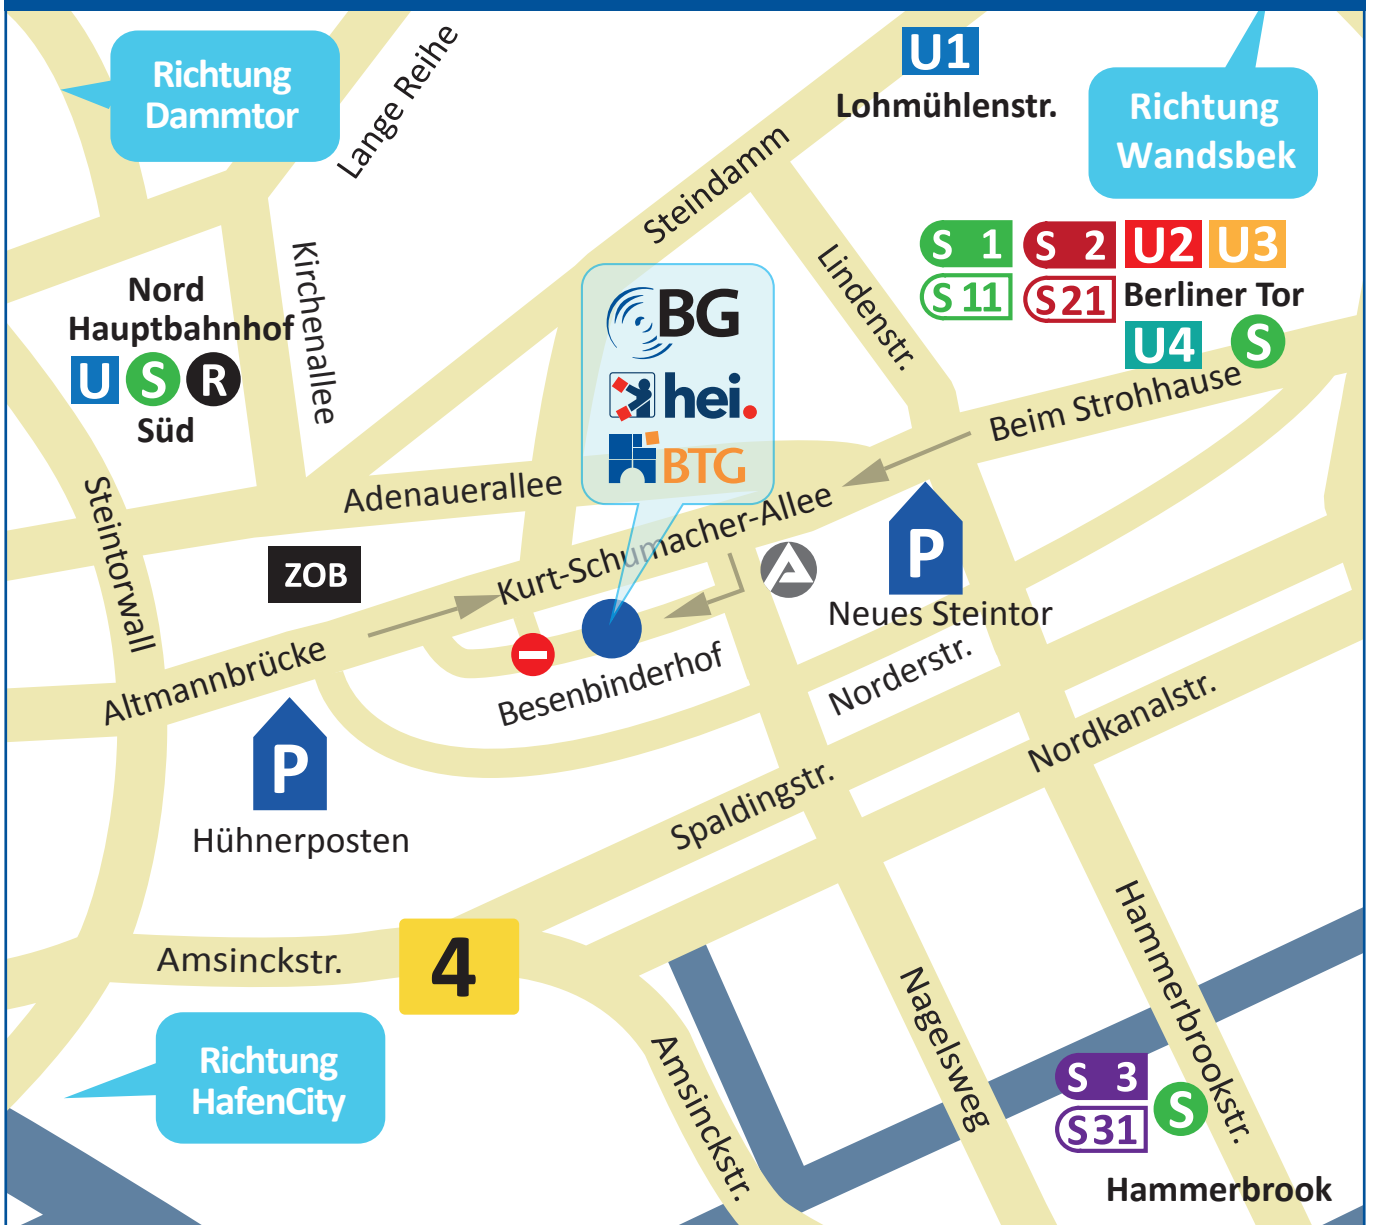 Richtung
Dammtor
Lange Reihe
U1
Lohmühlenstr.
Richtung
Wandsbek
Steindamm
Lindenstr.
Kirchenallee
Nord
Hauptbahnhof
U S R
Süd
BG
hei.
BTG
S 1 S 2 U2 U3
S 11 S21 Berliner Tor
U4 S
Beim Strohhause
Adenauerallee
Steintorwall
ZOB
Kurt-Schumacher-Allee
P
Neues Steintor
Altmannbrücke
Besenbinderhof
Norderstr.
P
Hühnerposten
Spaldingstr.
Nordkanalstr.
Amsinckstr.
4
Hammerbrookstr.
Nagelsweg
Amsinckstr.
Richtung
HafenCity
S 3
S31 S
Hammerbrook